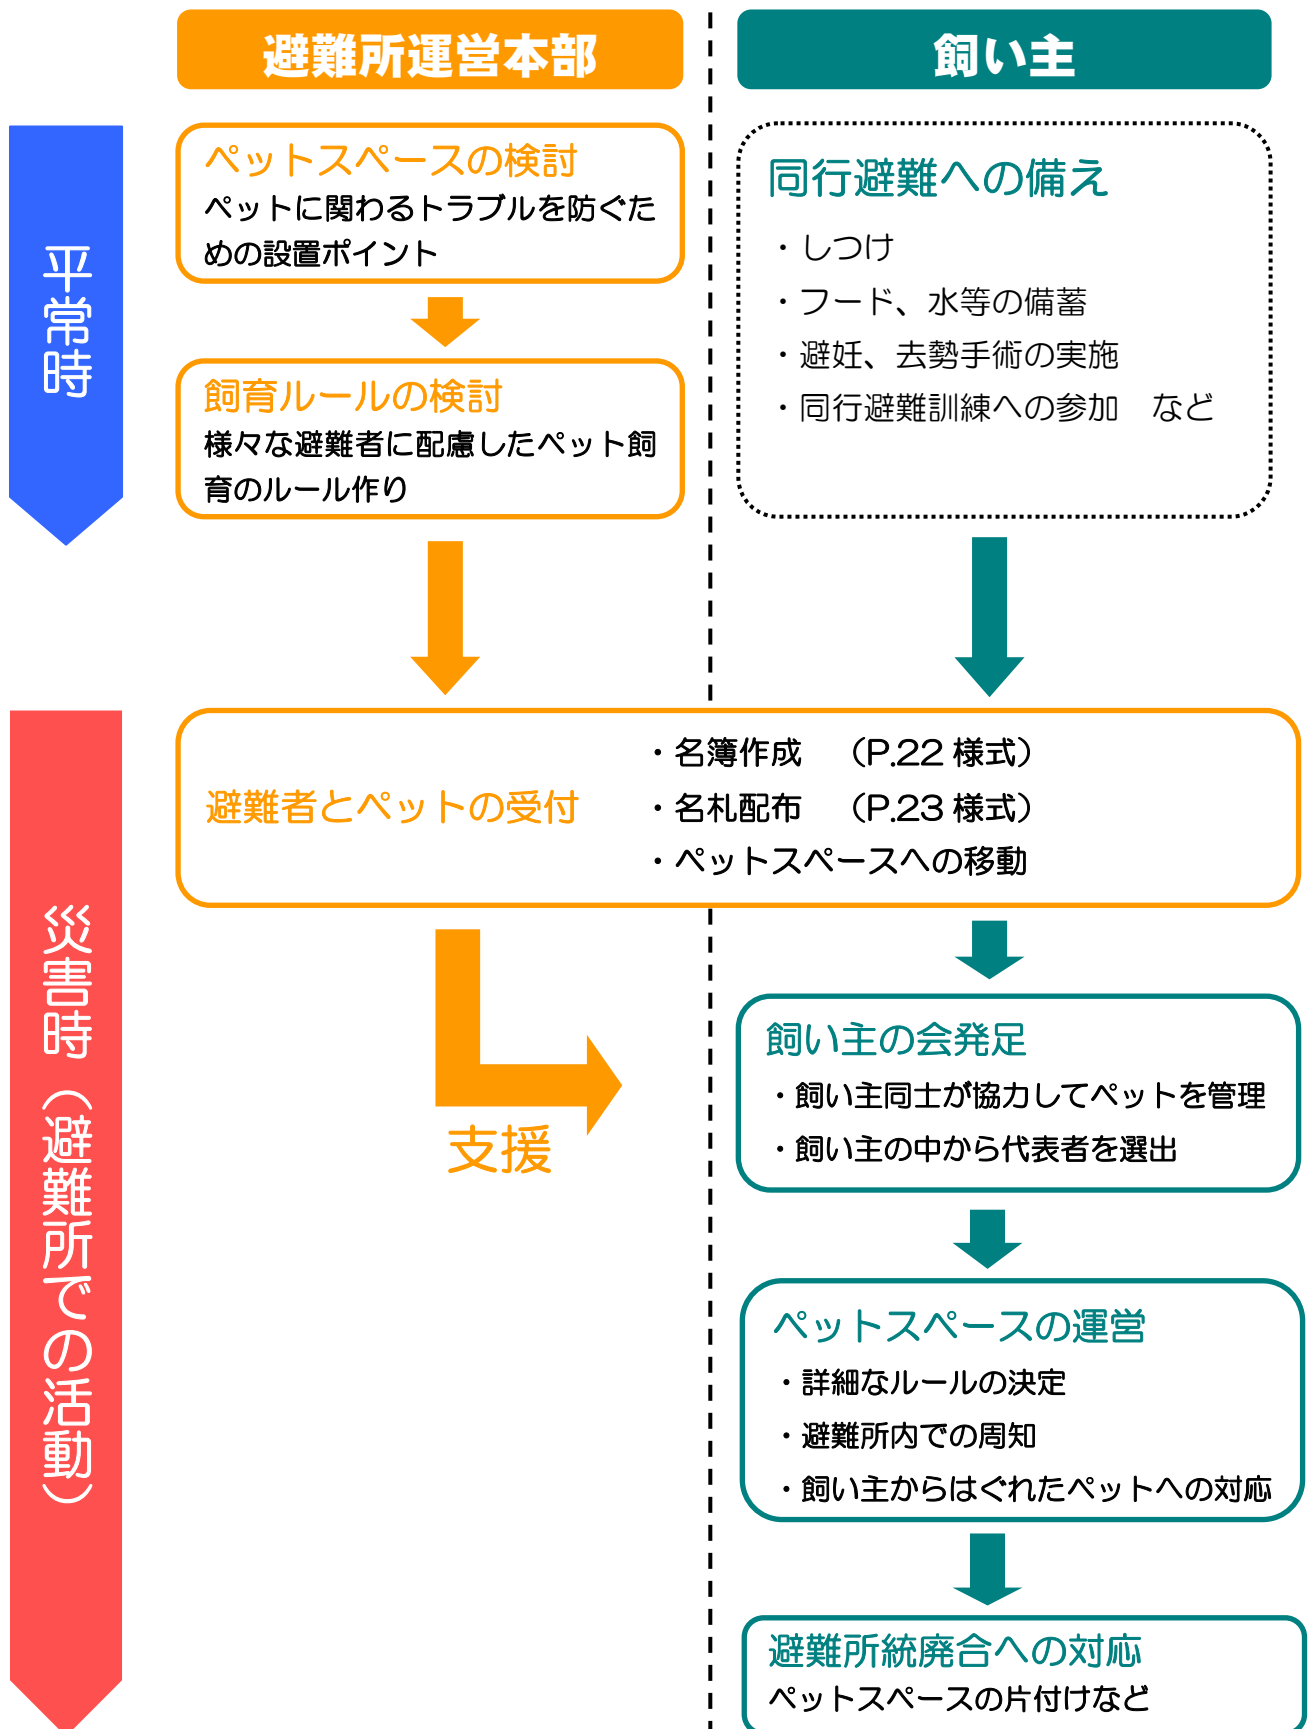 避難所運営本部
飼い主
平常時
ペットスペースの検討
ペットに関わるトラブルを防ぐた
めの設置ポイント
飼育ルールの検討
様々な避難者に配慮したペット飼
育のルール作り
同行避難への備え
・しつけ
・フード、水等の備蓄
・避妊、去勢手術の実施
・同行避難訓練への参加　など
災害時（避難所での活動）
避難者とペットの受付
・名簿作成　（P.22 様式）
・名札配布　（P.23 様式）
・ペットスペースへの移動
支援
飼い主の会発足
・飼い主同士が協力してペットを管理
・飼い主の中から代表者を選出
ペットスペースの運営
・詳細なルールの決定
・避難所内での周知
・飼い主からはぐれたペットへの対応
避難所統廃合への対応
ペットスペースの片付けなど